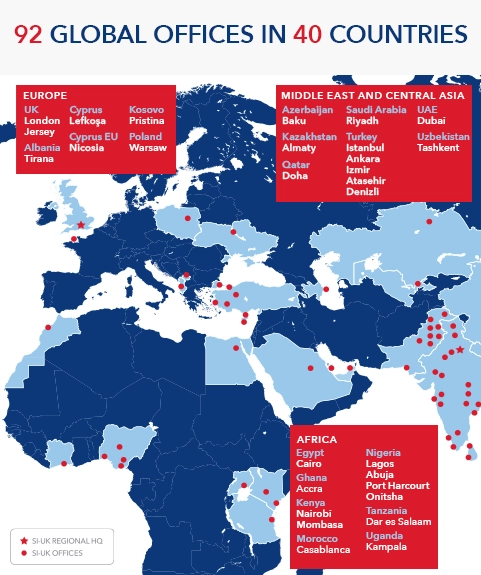 92 GLOBAL OFFICES IN 40 COUNTRIES
EUROPE
UK
London
Jersey
Albania
Tirana
Cyprus
Lefkoşa
Cyprus EU
Nicosla
Kosovo
Pristina
Poland
Warsaw
MIDDLE EAST AND CENTRAL ASIA
Azerbaijan
Baku
Kazakhstan
Almaty
Qatar
Doha
Saudi Arabia
Riyadh
Turkey
Istanbul
Ankara
Izmir
Atasehir
Denizli
UAE
Dubai
Uzbekistan
Tashkent
AFRICA
Egypt
Cairo
Ghana
Accra
Kenya
Nairobi
Mombasa
Morocco
Casablanca
Nigeria
Lagos
Abuja
Port Harcourt
Onitsha
Tanzania
Dar es Salaam
Uganda
Kampala
SI-UK REGIONAL HQ
SI-UK OFFICES